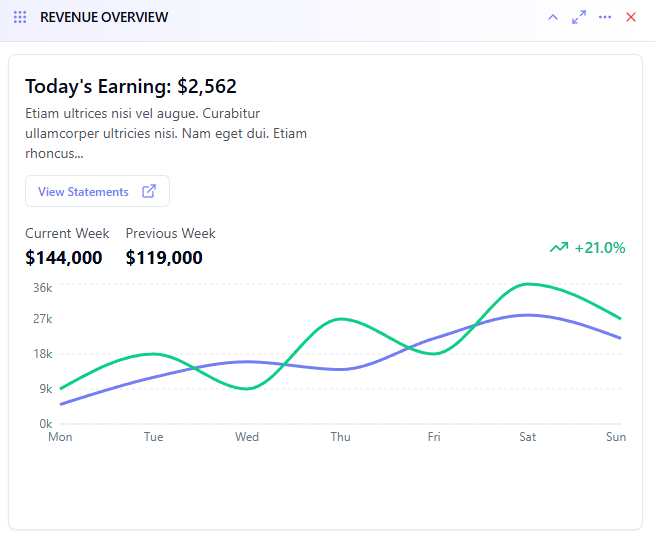 REVENUE OVERVIEW
Today's Earning: $2,562
Etiam ultrices nisi vel augue. Curabitur
ullamcorper ultricies nisi. Nam eget dui. Etiam
rhoncus...
View Statements
Current Week Previous Week
$144,000 $119,000
+21.0%
36k
27k
18k
9k
0k
Mon Tue Wed Thu Fri Sat Sun